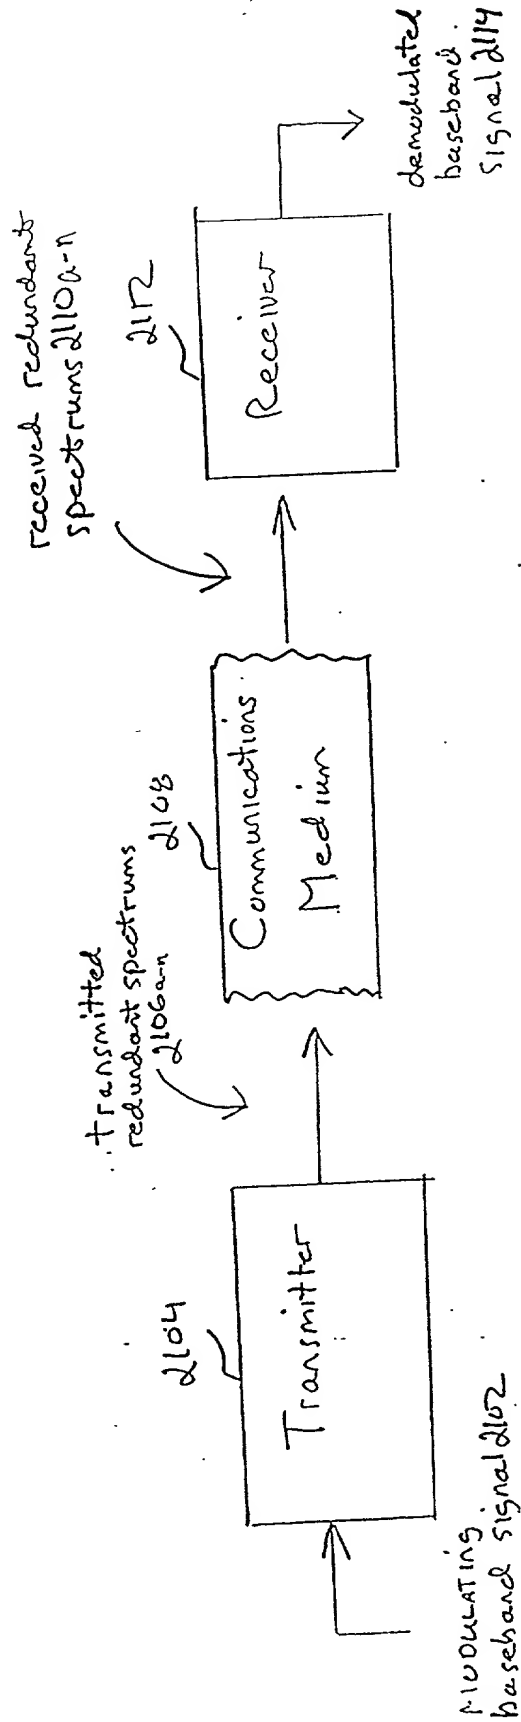 MODULATING
baseband signal 2102
2104
Transmitter
transmitted
redundant spectrums
2106a-n
2108
Communications
Medium
received redundant
spectrums 2110a-n
2112
Receiver
demodulated
baseband
signal 2114